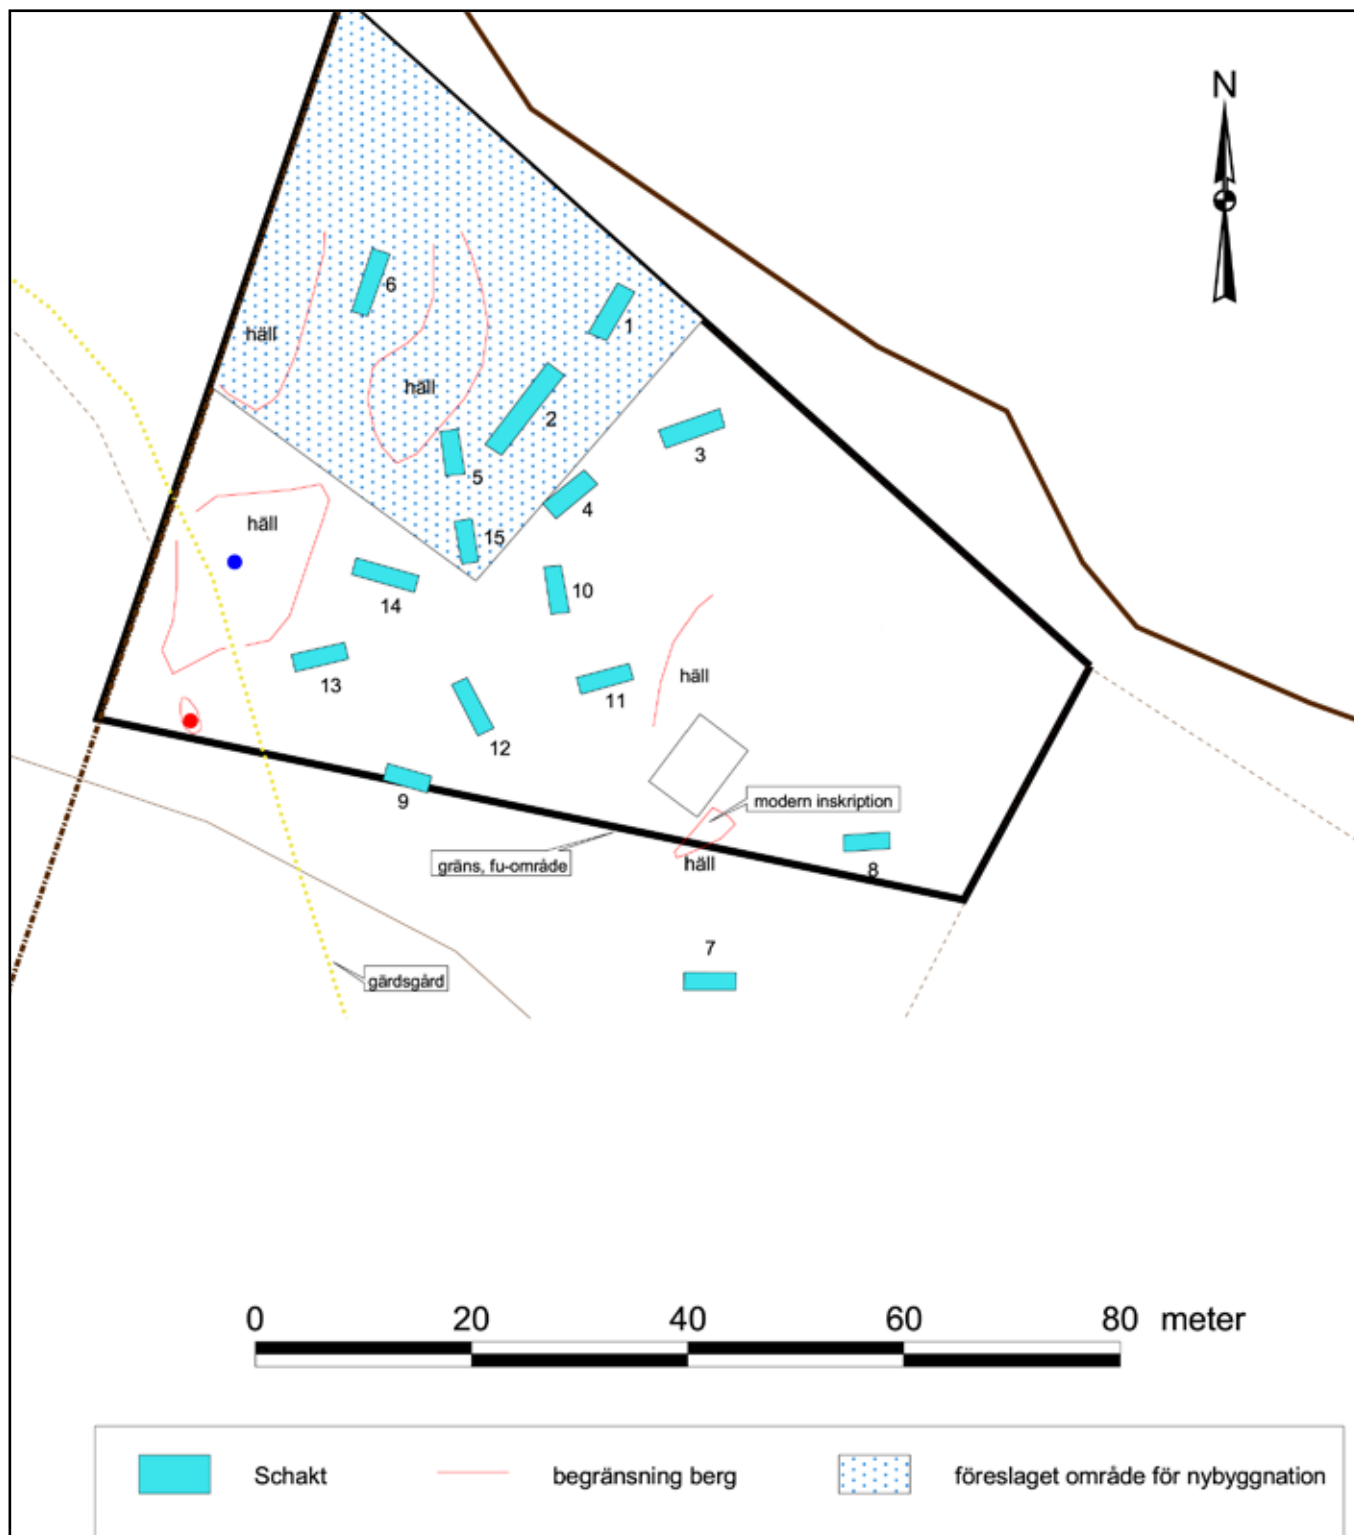 N
6
1
häll
häll
2
3
5
4
häll
15
10
14
häll
13
11
12
9
modern inskription
gräns, fu-område
häll
8
7
gärdsgård
0 20 40 60 80 meter
Schakt begränsning berg föreslaget område för nybyggnation